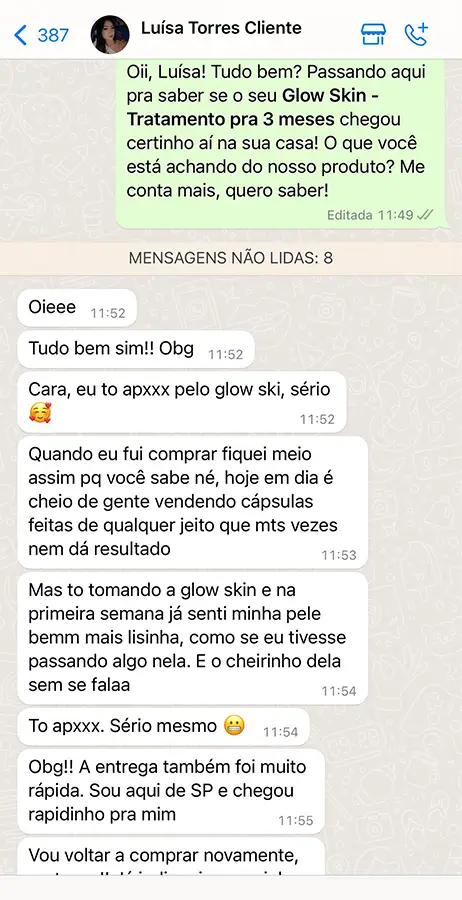 387
Luísa Torres Cliente
Oii, Luísa! Tudo bem? Passando aqui
pra saber se o seu Glow Skin -
Tratamento pra 3 meses chegou
certinho aí na sua casa! O que você
está achando do nosso produto? Me
conta mais, quero saber!
Editada 11:49
MENSAGENS NÃO LIDAS: 8
Oieee 11:52
Tudo bem sim!! Obg 11:52
Cara, eu to apxxx pelo glow ski, sério
🥰
11:52
Quando eu fui comprar fiquei meio
assim pq você sabe né, hoje em dia é
cheio de gente vendendo cápsulas
feitas de qualquer jeito que mts vezes
nem dá resultado
11:53
Mas to tomando a glow skin e na
primeira semana já senti minha pele
bemm mais lisinha, como se eu tivesse
passando algo nela. E o cheirinho dela
sem se falaa
11:54
To apxxx. Sério mesmo 😬 11:54
Obg!! A entrega também foi muito
rápida. Sou aqui de SP e chegou
rapidinho pra mim
11:55
Vou voltar a comprar novamente,